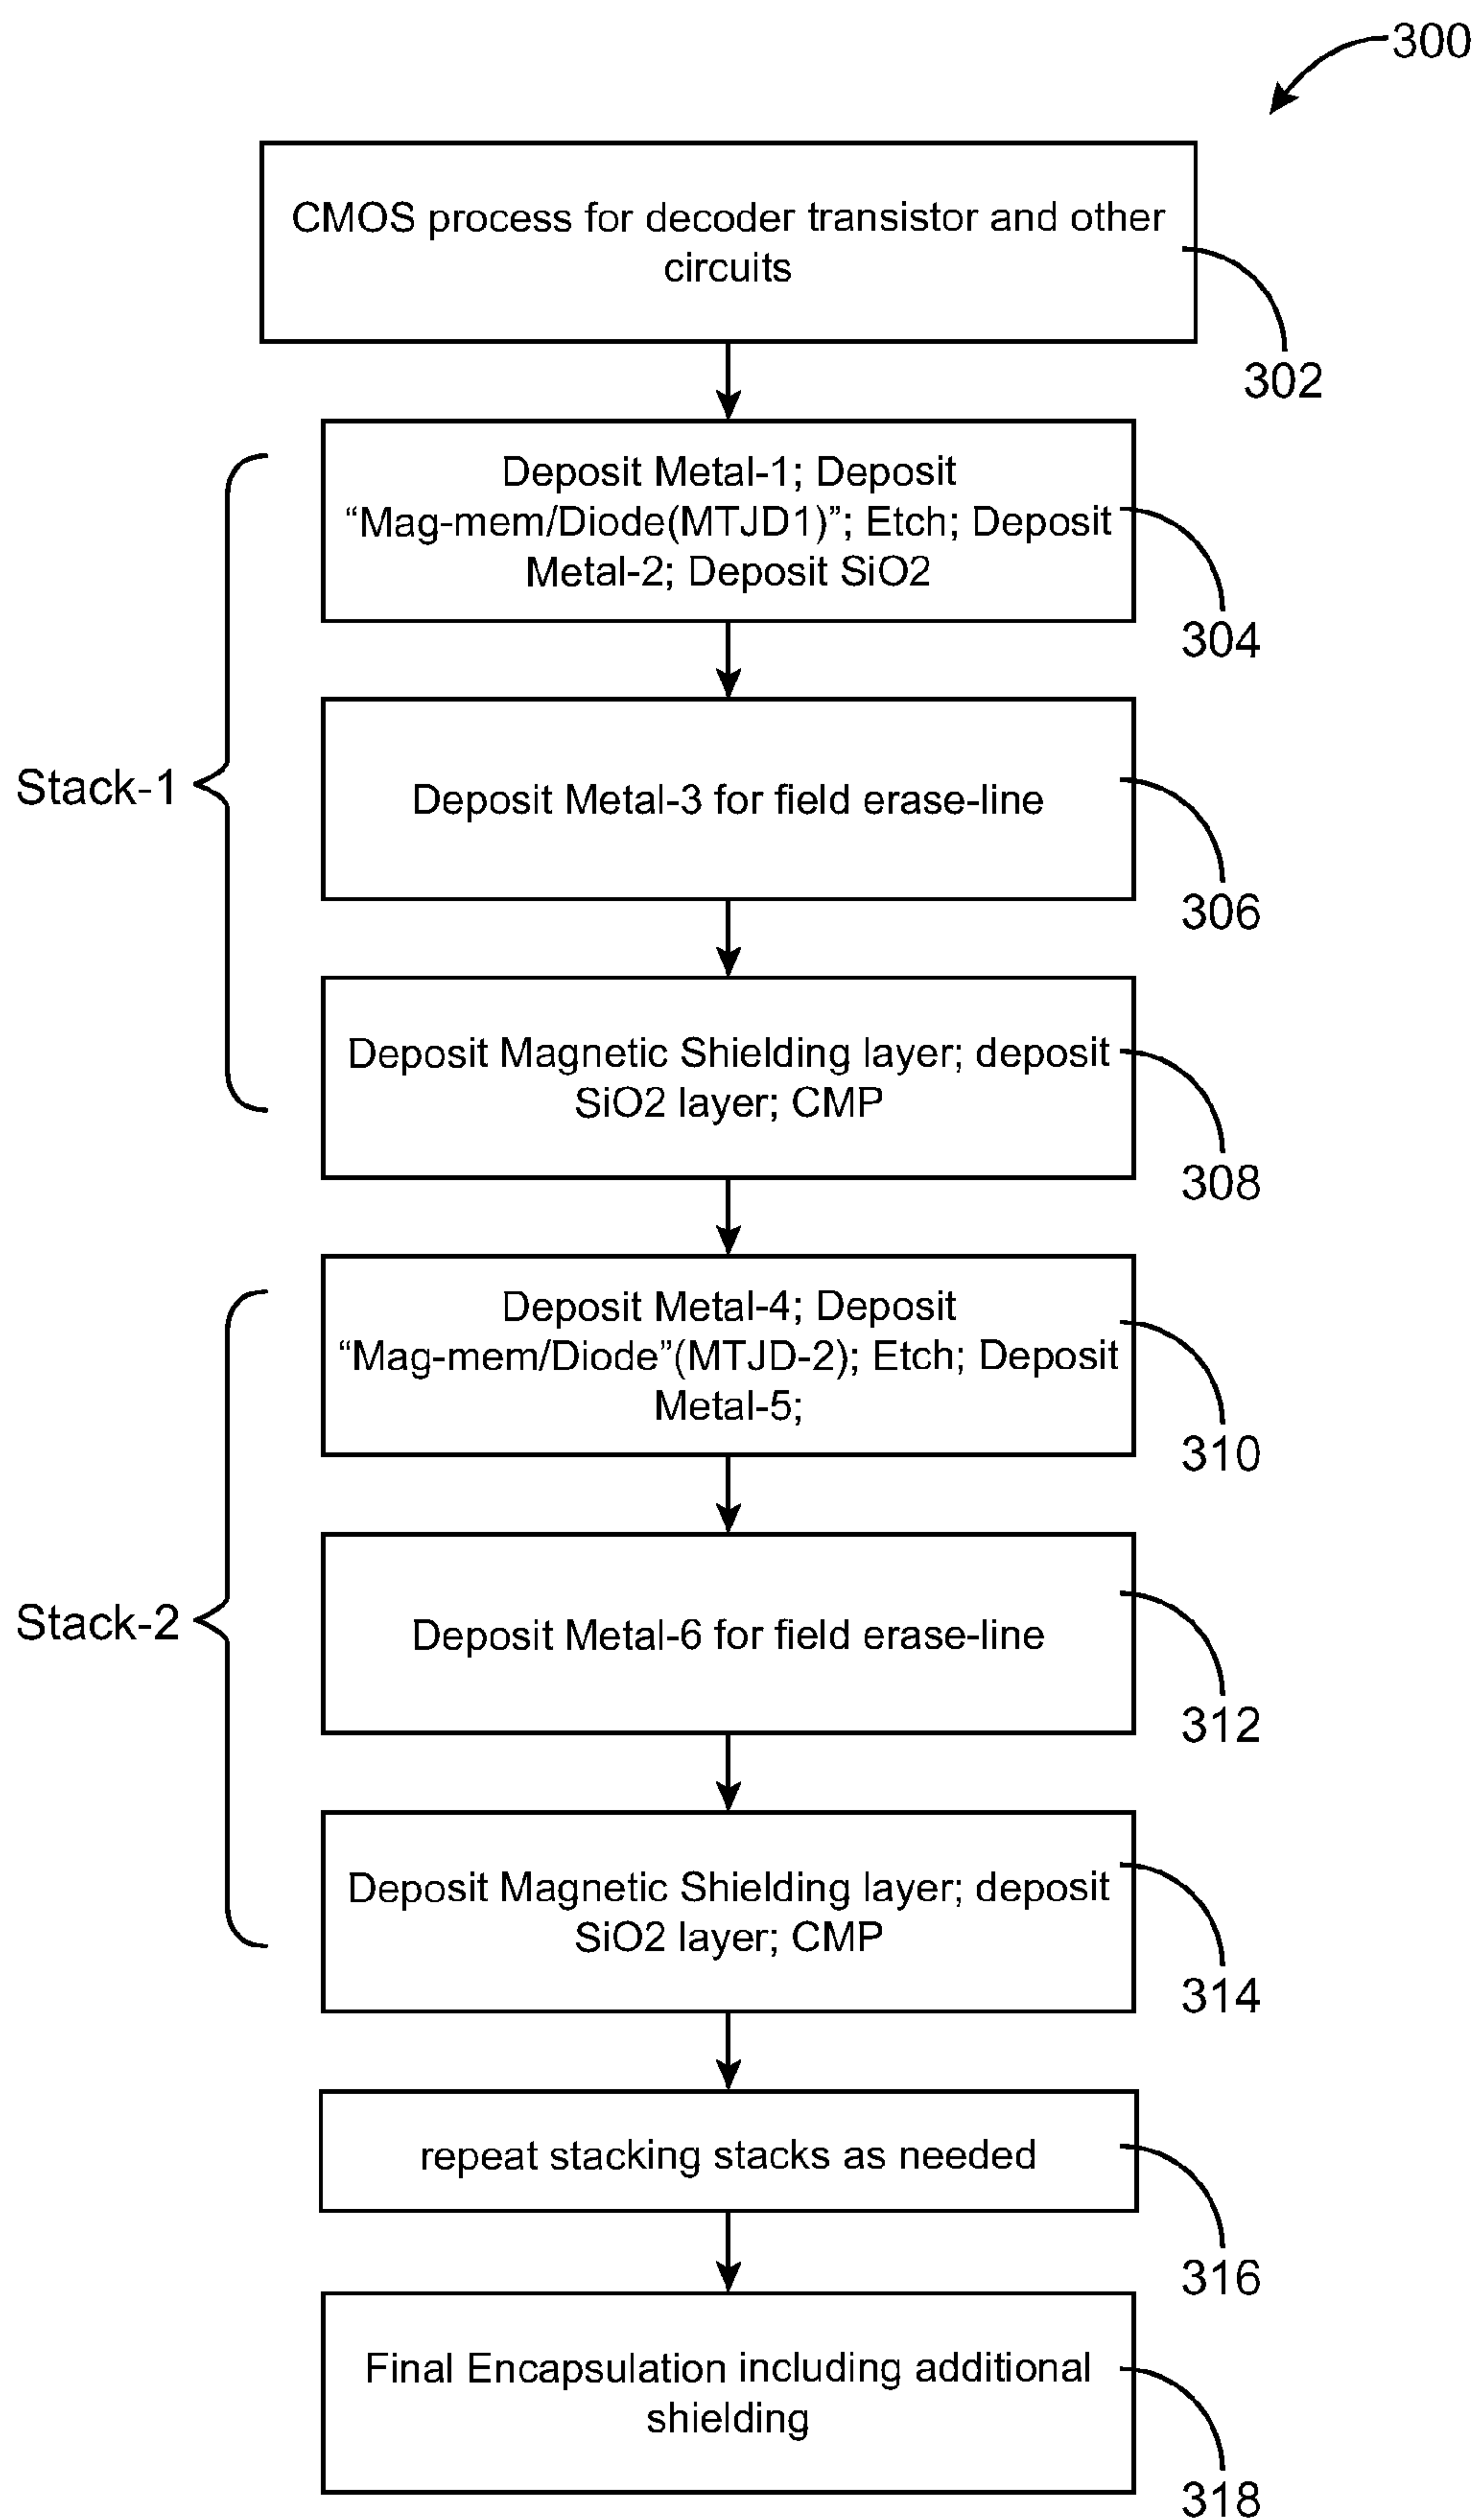 300
CMOS process for decoder transistor and other
circuits
302
Deposit Metal-1; Deposit
“Mag-mem/Diode(MTJD1)”; Etch; Deposit
Metal-2; Deposit SiO2
304
Stack-1
Deposit Metal-3 for field erase-line
306
Deposit Magnetic Shielding layer; deposit
SiO2 layer; CMP
308
Deposit Metal-4; Deposit
“Mag-mem/Diode”(MTJD-2); Etch; Deposit
Metal-5;
310
Stack-2
Deposit Metal-6 for field erase-line
312
Deposit Magnetic Shielding layer; deposit
SiO2 layer; CMP
314
repeat stacking stacks as needed
316
Final Encapsulation including additional
shielding
318